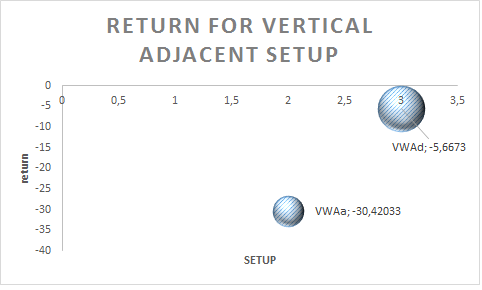 RETURN FOR VERTICAL
ADJACENT SETUP
0
0 0,5 1 1,5 2 2,5 3 3,5
-5
-10
VWAd; -5,6673
-15
-20
return
-25
-30
VWAa; -30,42033
-35
-40
SETUP